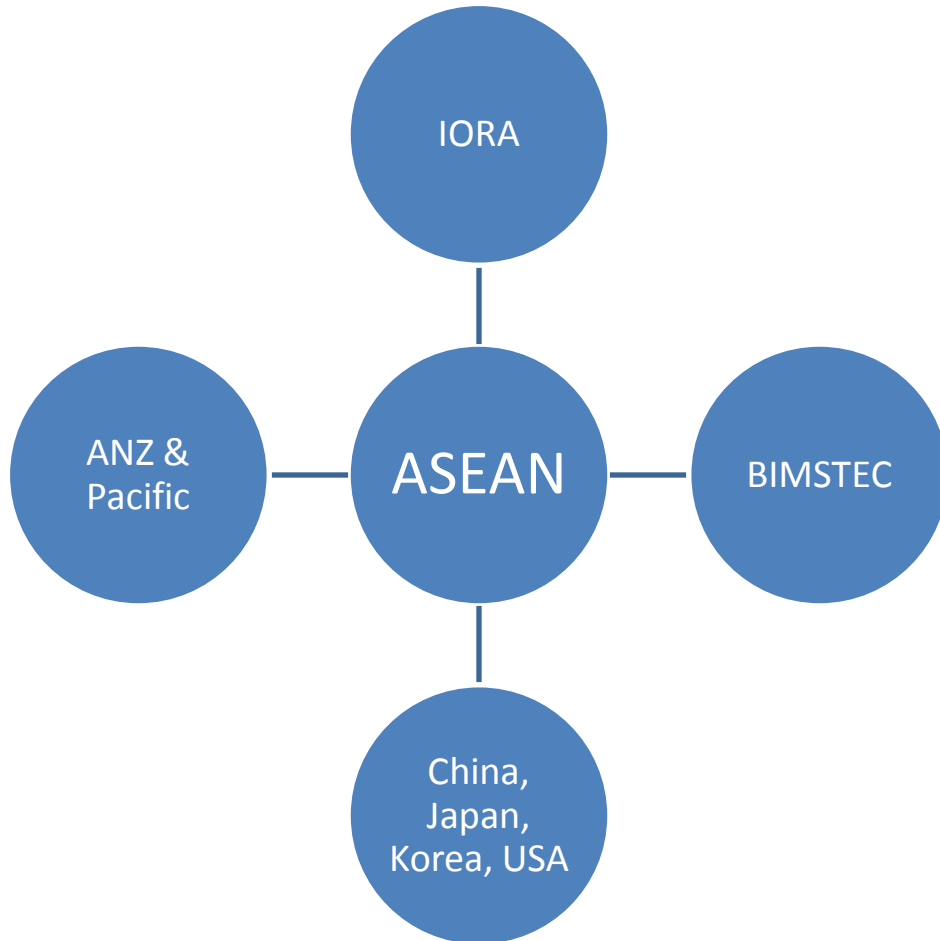 IORA
ANZ &
Pacific
ASEAN
BIMSTEC
China,
Japan,
Korea, USA